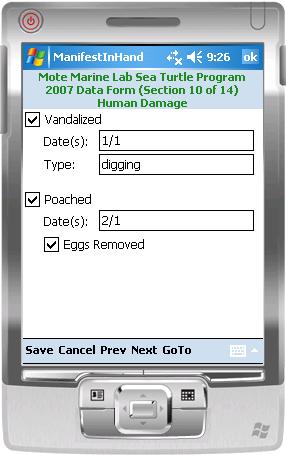 ManifestInHand 9:26 ok
Mote Marine Lab Sea Turtle Program
2007 Data Form (Section 10 of 14)
Human Damage
Vandalized
Date(s): 1/1
Type: digging
Poached
Date(s): 2/1
Eggs Removed
Save Cancel Prev Next GoTo